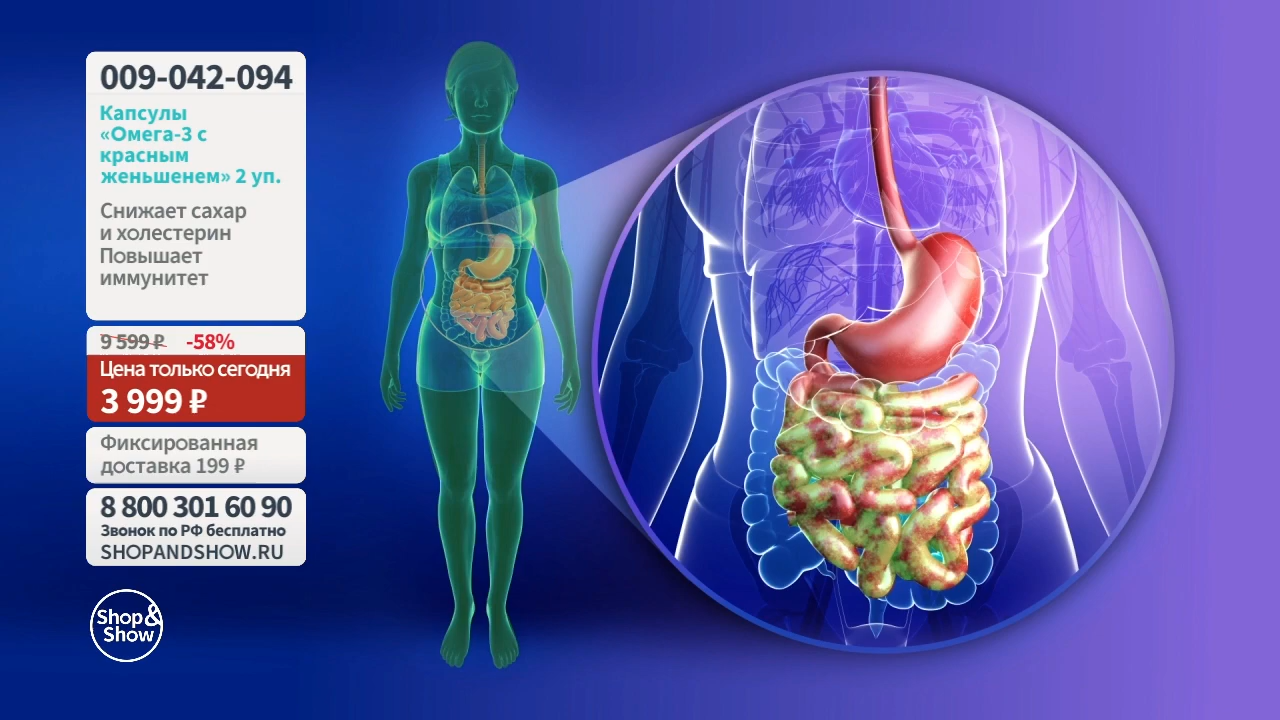 009-042-094
Капсулы
«Омега-3 с
красным
женьшенем» 2 уп.
Снижает сахар
и холестерин
Повышает
иммунитет
9 599 ₽ -58%
Цена только сегодня
3 999 ₽
Фиксированная
доставка 199 ₽
8 800 301 60 90
Звонок по РФ бесплатно
SHOPANDSHOW.RU
Shop&
Show